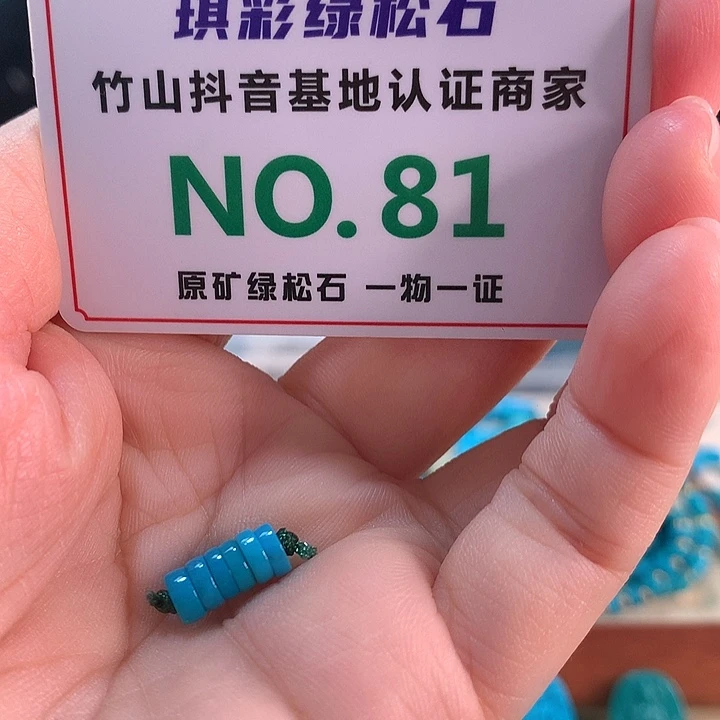 琪彩绿松石
竹山抖音基地认证商家
NO.81
原矿绿松石 一物一证